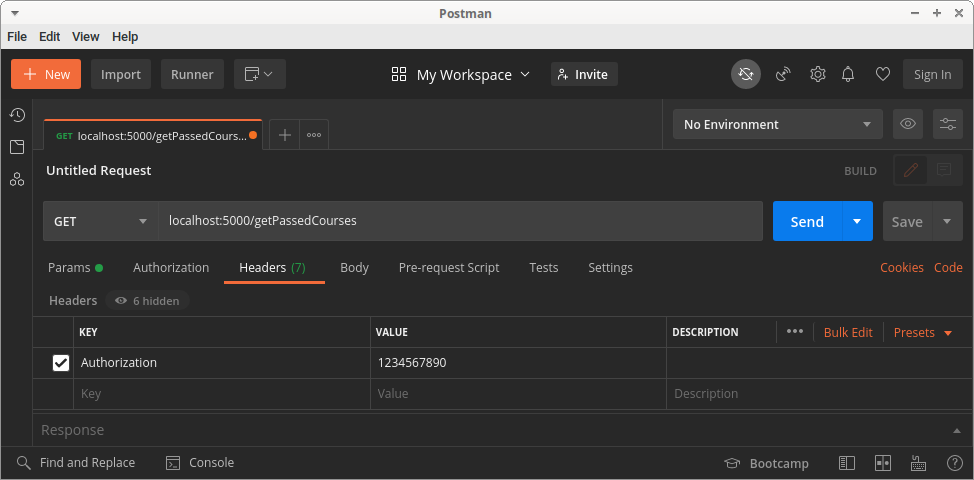 Postman
File Edit View Help
New Import Runner My Workspace Invite Sign In
GET localhost:5000/getPassedCours... No Environment
Untitled Request BUILD
GET localhost:5000/getPassedCourses Send Save
Params Authorization Headers (7) Body Pre-request Script Tests Settings Cookies Code
Headers 6 hidden
KEY VALUE DESCRIPTION Bulk Edit Presets
Authorization 1234567890
Key Value Description
Response
Find and Replace Console Bootcamp